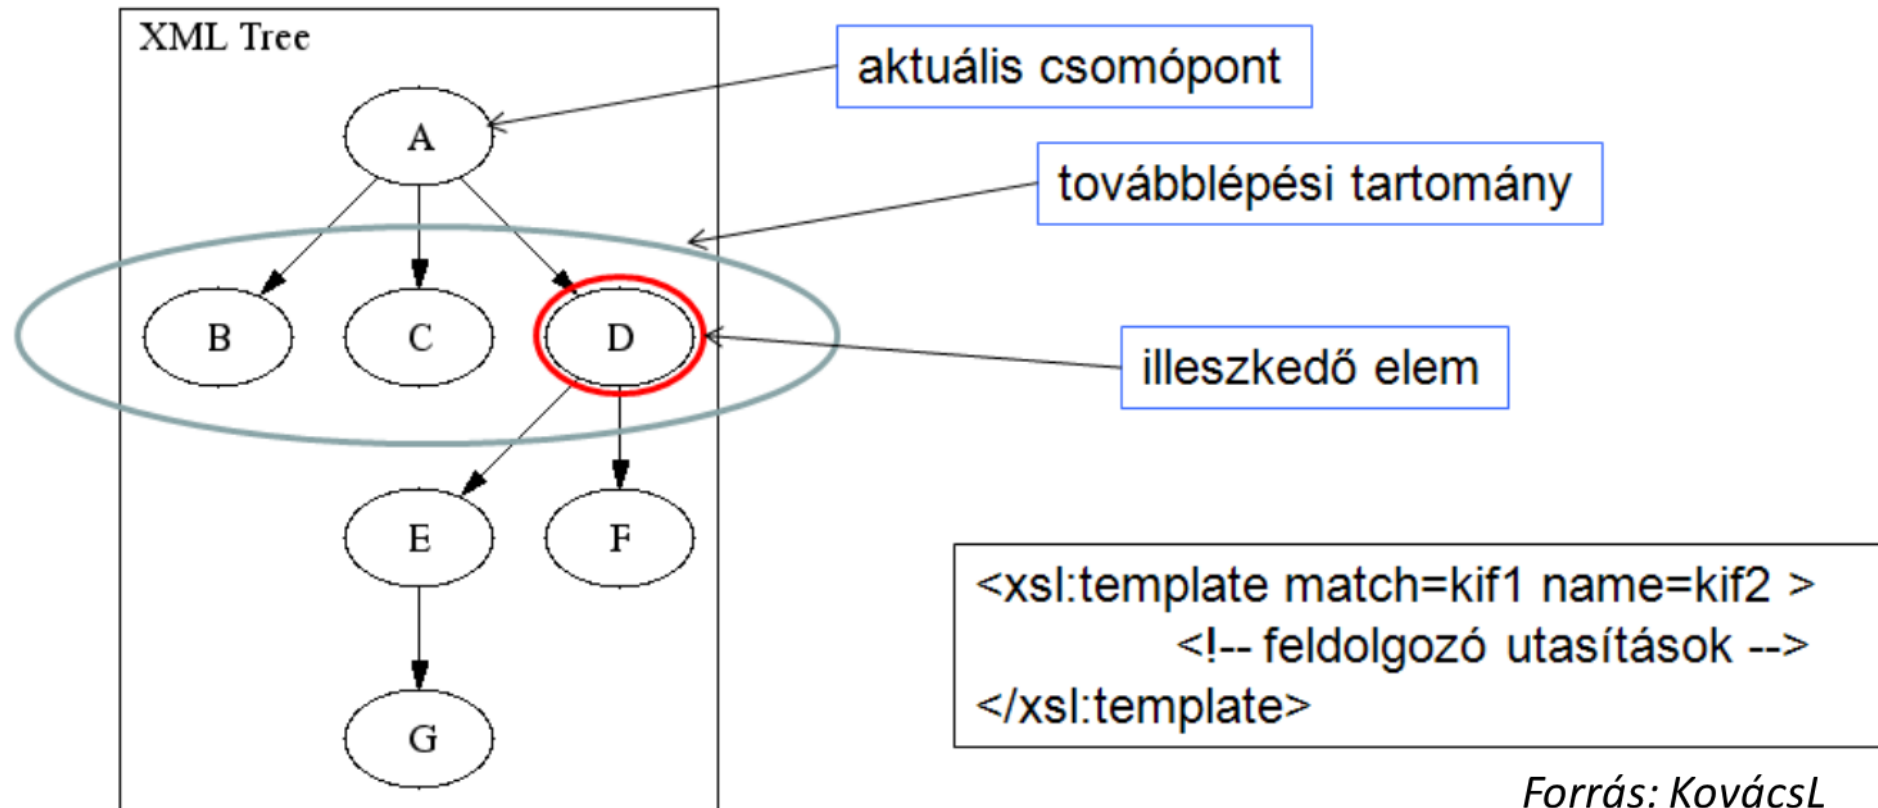 XML Tree
aktuális csomópont
A
továbblépési tartomány
B
C
D
illeszkedő elem
E
F
<xsl:template match=kif1 name=kif2 >
<!-- feldolgozó utasítások -->
</xsl:template>
G
Forrás: KovácsL